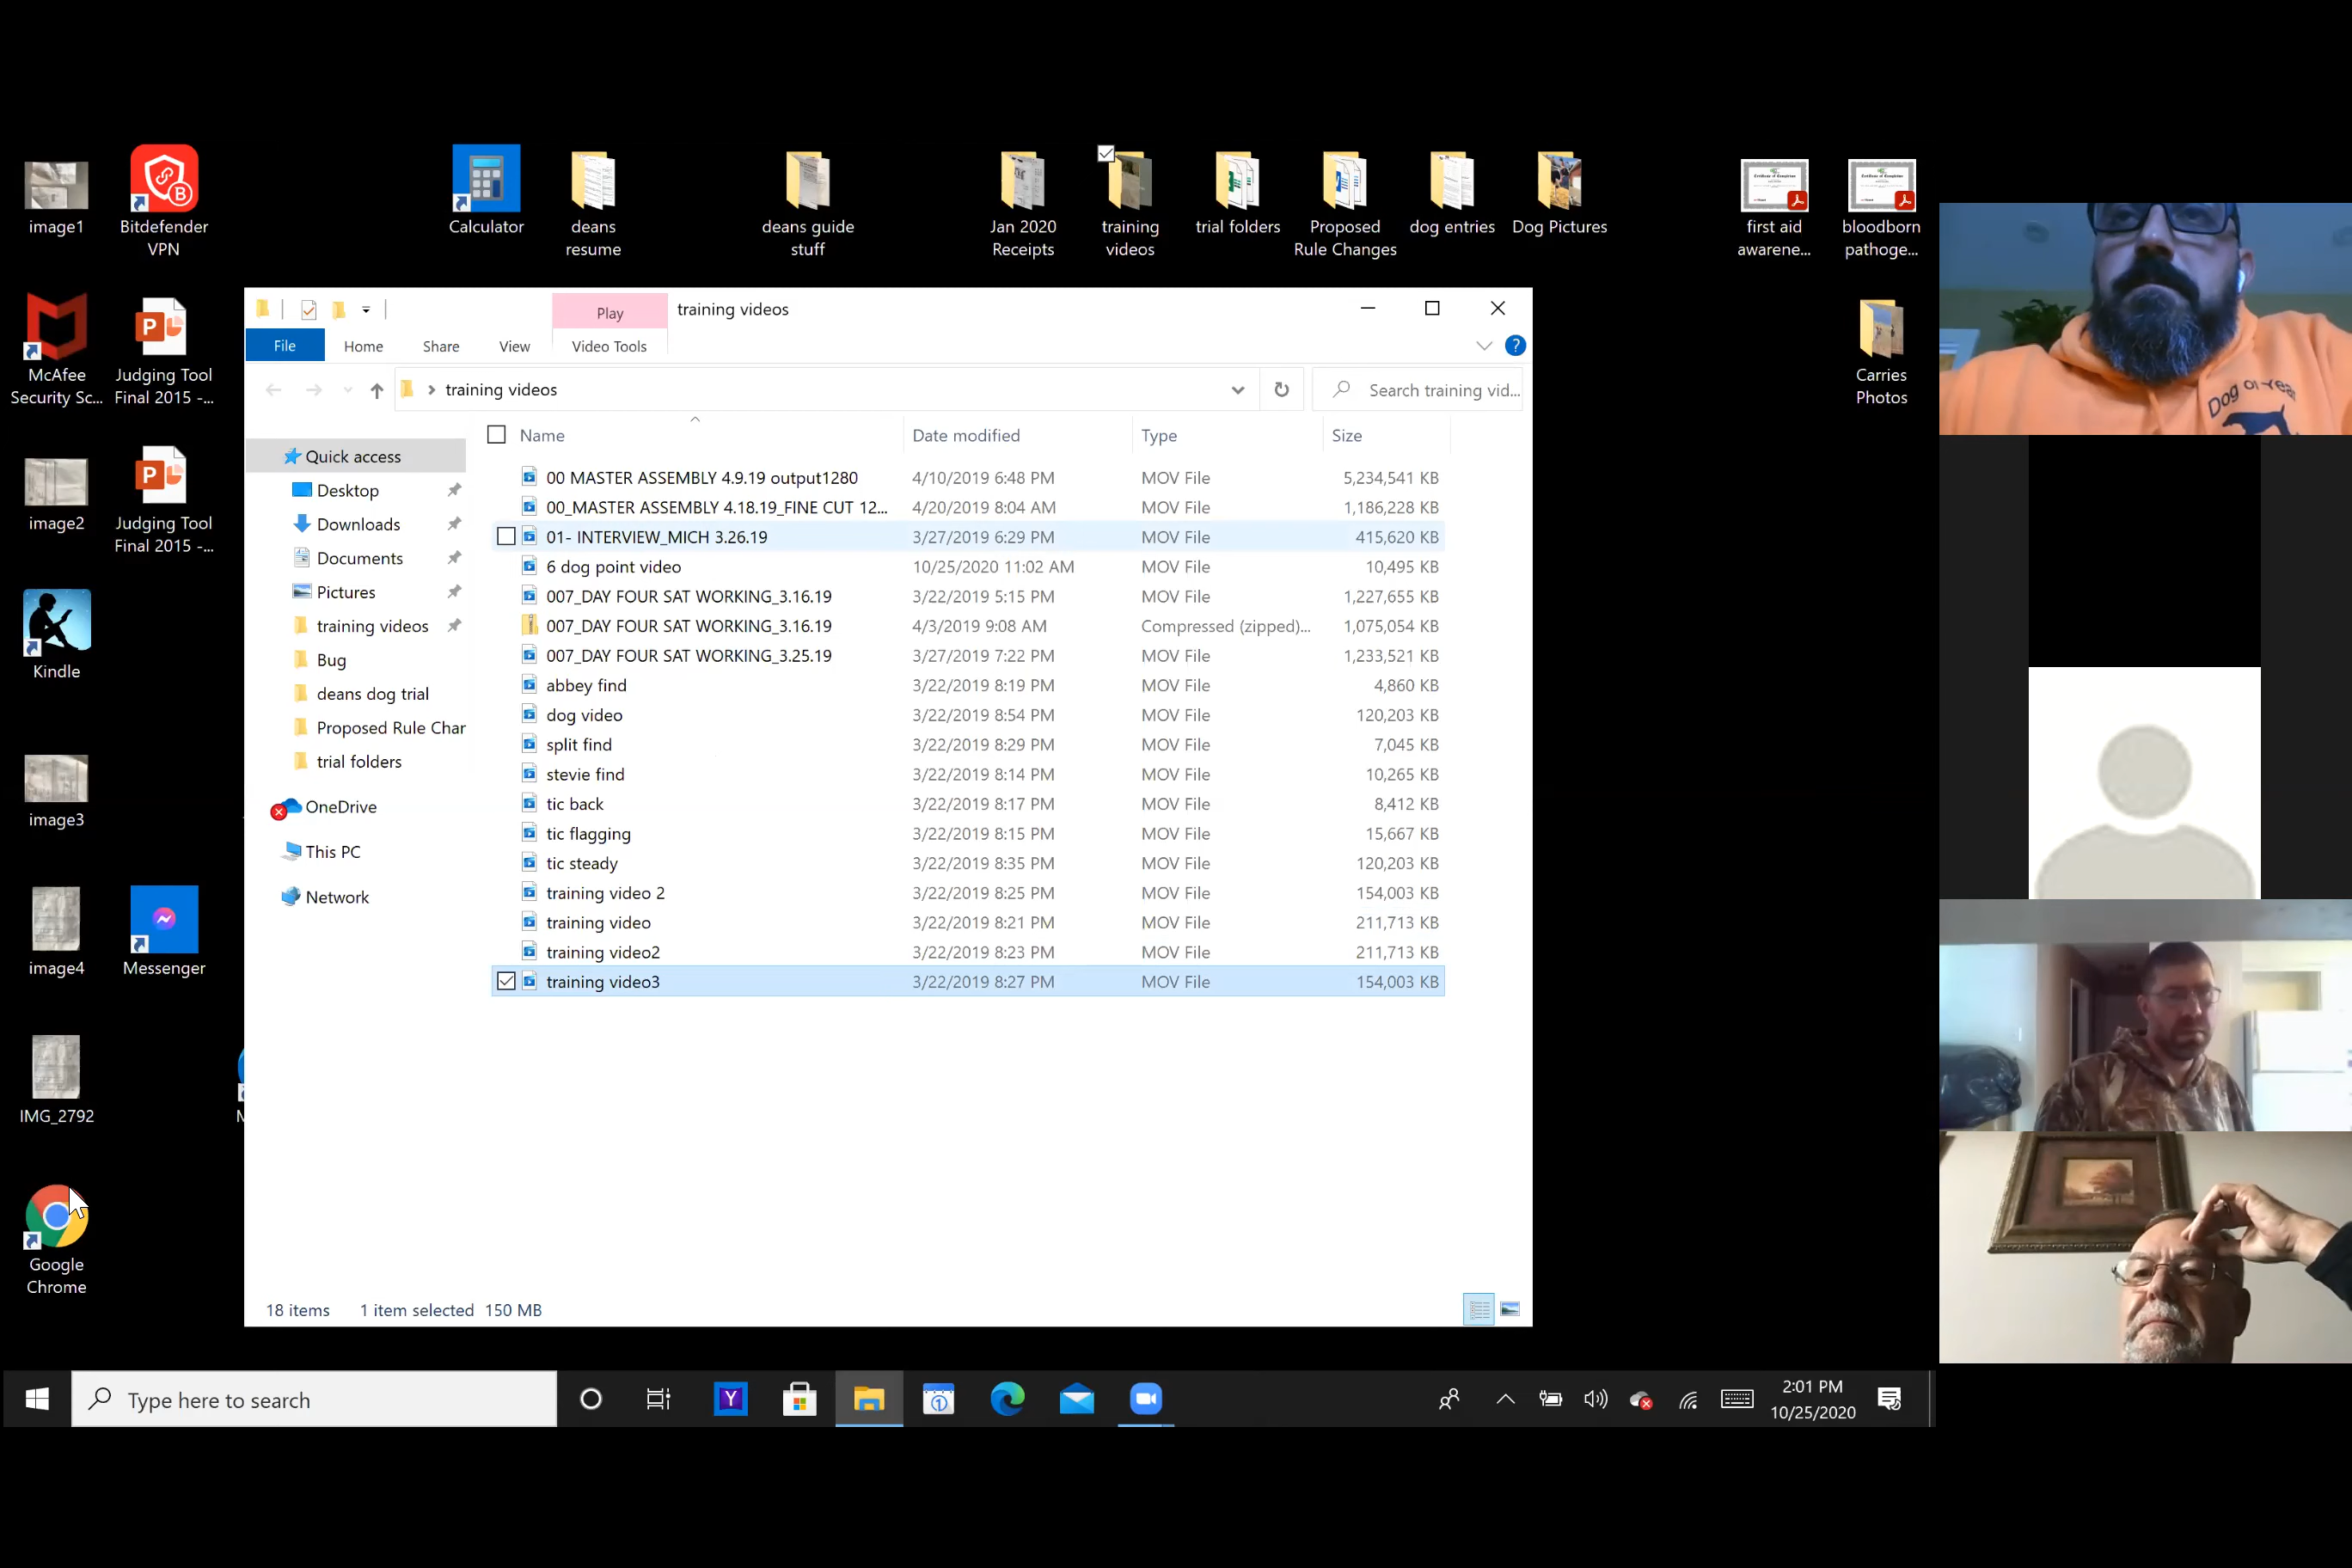 image1
Bitdefender
VPN
Calculator
deans
resume
deans guide
stuff
Jan 2020
Receipts
training
videos
trial folders
Proposed
Rule Changes
dog entries
Dog Pictures
first aid
awarene...
bloodborn
pathoge...
McAfee
Security Sc...
Judging Tool
Final 2015 -...
Carries
Photos
image2
Judging Tool
Final 2015 -...
Kindle
image3
image4
Messenger
IMG_2792
Google
Chrome
Play
training videos
File
Home
Share
View
Video Tools
training videos
Search training vid...
Quick access
Desktop
Downloads
Documents
Pictures
training videos
Bug
deans dog trial
Proposed Rule Char
trial folders
OneDrive
This PC
Network
Name Date modified Type Size
00 MASTER ASSEMBLY 4.9.19 output1280 4/10/2019 6:48 PM MOV File 5,234,541 KB
00_MASTER ASSEMBLY 4.18.19_FINE CUT 12... 4/20/2019 8:04 AM MOV File 1,186,228 KB
01- INTERVIEW_MICH 3.26.19 3/27/2019 6:29 PM MOV File 415,620 KB
6 dog point video 10/25/2020 11:02 AM MOV File 10,495 KB
007_DAY FOUR SAT WORKING_3.16.19 3/22/2019 5:15 PM MOV File 1,227,655 KB
007_DAY FOUR SAT WORKING_3.16.19 4/3/2019 9:08 AM Compressed (zipped)... 1,075,054 KB
007_DAY FOUR SAT WORKING_3.25.19 3/27/2019 7:22 PM MOV File 1,233,521 KB
abbey find 3/22/2019 8:19 PM MOV File 4,860 KB
dog video 3/22/2019 8:54 PM MOV File 120,203 KB
split find 3/22/2019 8:29 PM MOV File 7,045 KB
stevie find 3/22/2019 8:14 PM MOV File 10,265 KB
tic back 3/22/2019 8:17 PM MOV File 8,412 KB
tic flagging 3/22/2019 8:15 PM MOV File 15,667 KB
tic steady 3/22/2019 8:35 PM MOV File 120,203 KB
training video 2 3/22/2019 8:25 PM MOV File 154,003 KB
training video 3/22/2019 8:21 PM MOV File 211,713 KB
training video2 3/22/2019 8:23 PM MOV File 211,713 KB
training video3 3/22/2019 8:27 PM MOV File 154,003 KB
18 items 1 item selected 150 MB
Dog of Year
Type here to search
2:01 PM
10/25/2020